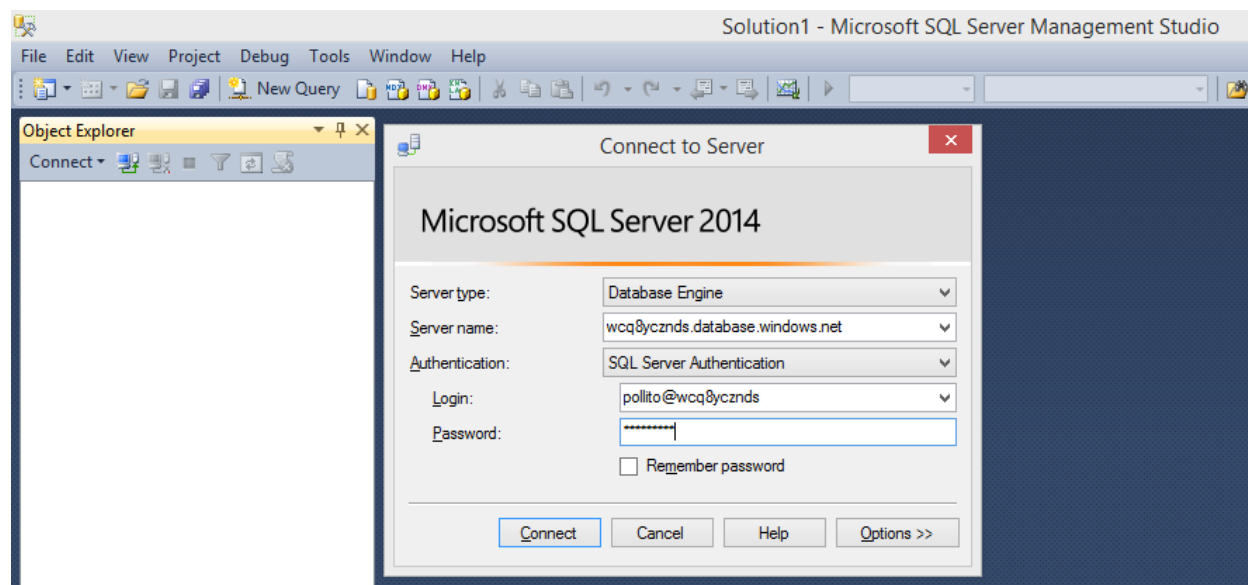 Solution1 - Microsoft SQL Server Management Studio
File Edit View Project Debug Tools Window Help
New Query
Object Explorer
Connect
Connect to Server
Microsoft SQL Server 2014
Server type: Database Engine
Server name: wcq8ycznds.database.windows.net
Authentication: SQL Server Authentication
Login: pollito@wcq8ycznds
Password: *********
Remember password
Connect Cancel Help Options >>